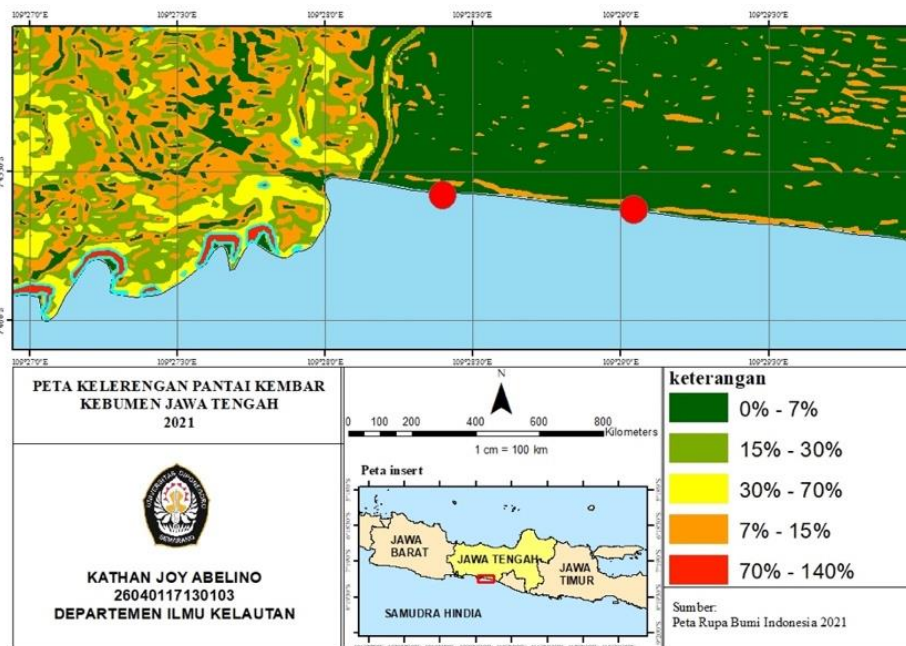 109°27'0"E 109°27'30"E 109°28'0"E 109°28'30"E 109°29'0"E 109°29'30"E
109°27'0"E 109°27'30"E 109°28'0"E 109°28'30"E 109°29'0"E 109°29'30"E
PETA KELERENGAN PANTAI KEMBAR
KEBUMEN JAWA TENGAH
2021
UNIVERSITAS DIPONEGORO
SEMARANG
KATHAN JOY ABELINO
26040117130103
DEPARTEMEN ILMU KELAUTAN
N
0 100 200 400 600 800
Kilometers
1 cm = 100 km
Peta insert
JAWA
BARAT
JAWA TENGAH
JAWA
TIMUR
SAMUDRA HINDIA
keterangan
0% - 7%
15% - 30%
30% - 70%
7% - 15%
70% - 140%
Sumber:
Peta Rupa Bumi Indonesia 2021